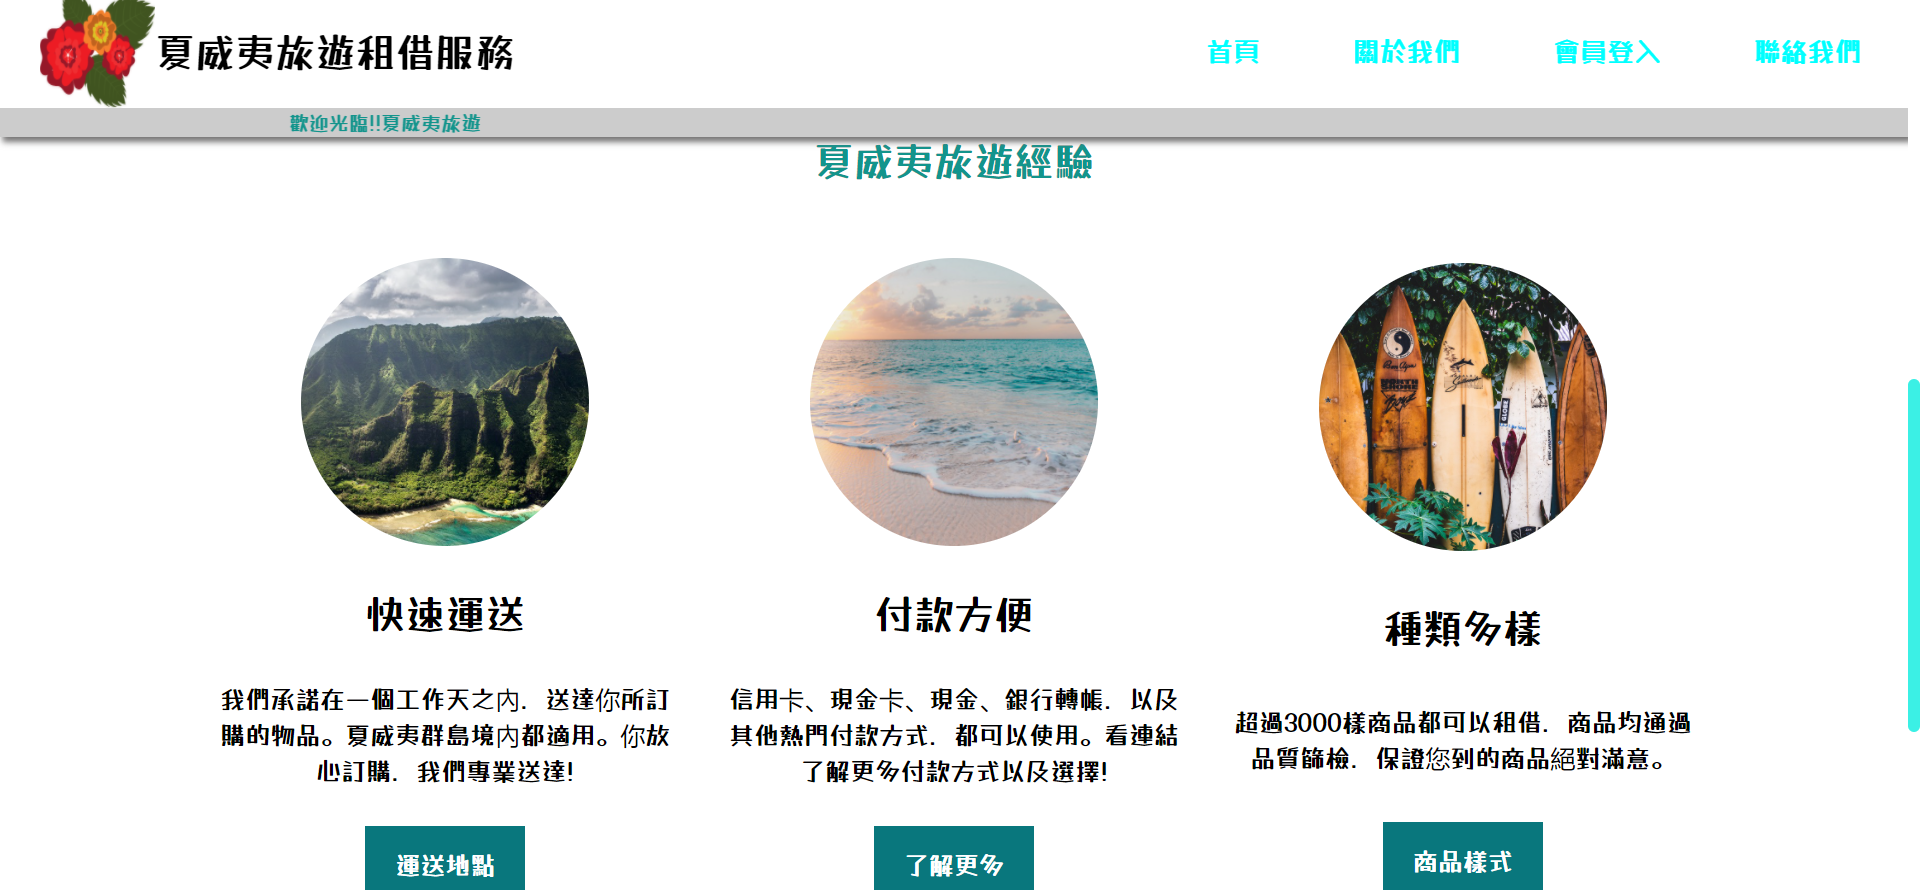 夏威夷旅遊租借服務
首頁
關於我們
會員登入
聯絡我們
歡迎光臨!!夏威夷旅遊
夏威夷旅遊經驗
快速運送
我們承諾在一個工作天之內．送達你所訂
購的物品。夏威夷群島境內都適用。你放
心訂購．我們專業送達!
運送地點
付款方便
信用卡、現金卡、現金、銀行轉帳．以及
其他熱門付款方式．都可以使用。看連結
了解更多付款方式以及選擇!
了解更多
NORTH
SHORE
GLOBE
種類多樣
超過3000樣商品都可以租借．商品均通過
品質篩檢．保證您到的商品絕對滿意。
商品樣式